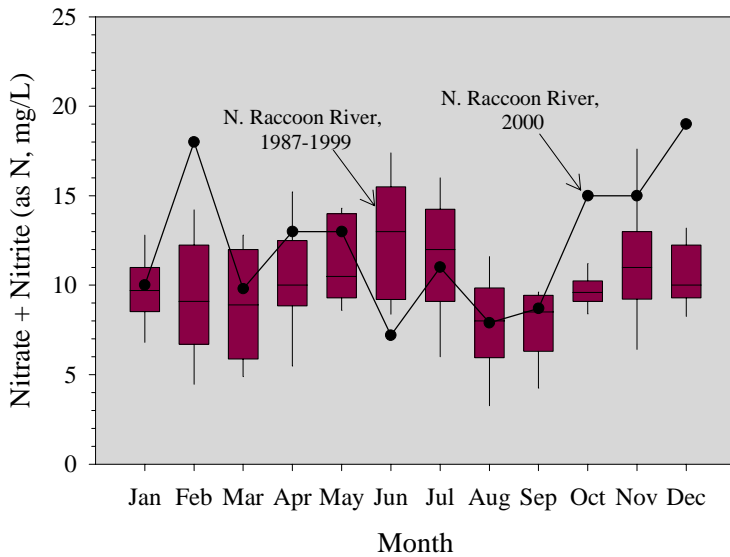 Nitrate + Nitrite (as N, mg/L)
25
20
15
10
5
0
N. Raccoon River,
1987-1999
N. Raccoon River,
2000
Jan Feb Mar Apr May Jun Jul Aug Sep Oct Nov Dec
Month